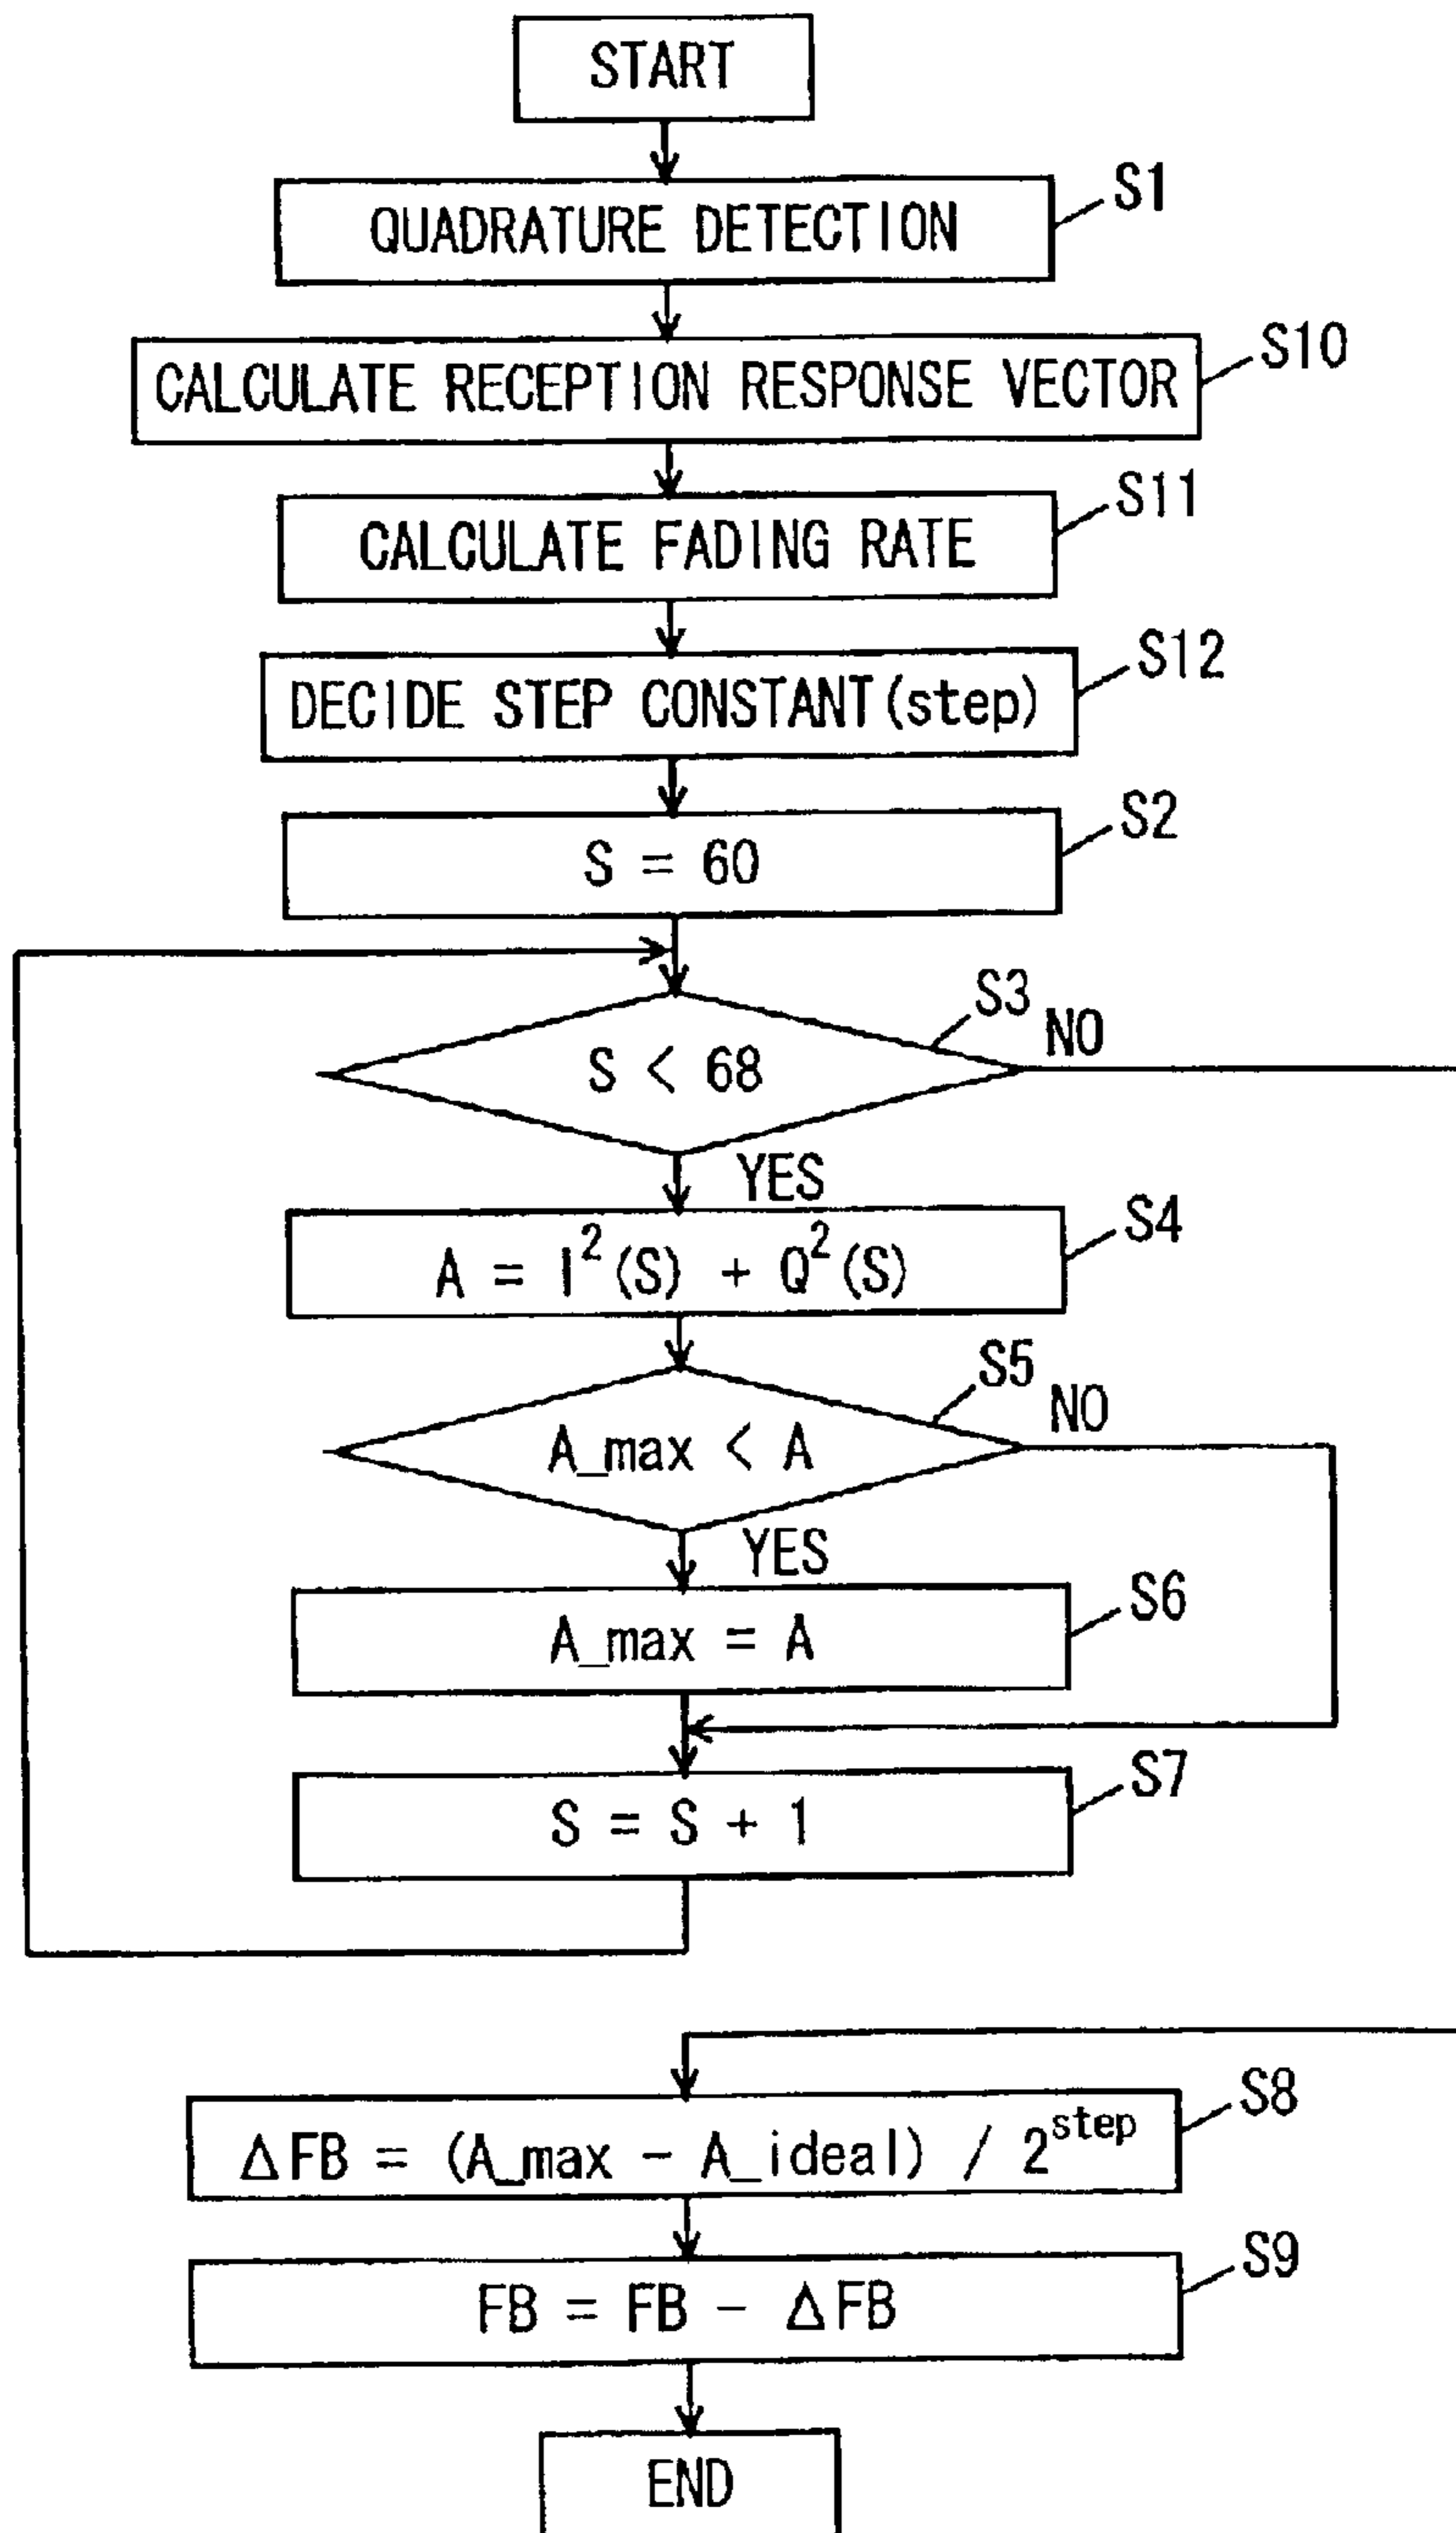 START
S1
QUADRATURE DETECTION
S10
CALCULATE RECEPTION RESPONSE VECTOR
S11
CALCULATE FADING RATE
S12
DECIDE STEP CONSTANT(step)
S2
S = 60
S3
NO
S < 68
YES
S4
A = I²(S) + Q²(S)
S5
NO
A_max < A
YES
S6
A_max = A
S7
S = S + 1
S8
ΔFB = (A_max - A_ideal) / 2^step
S9
FB = FB - ΔFB
END